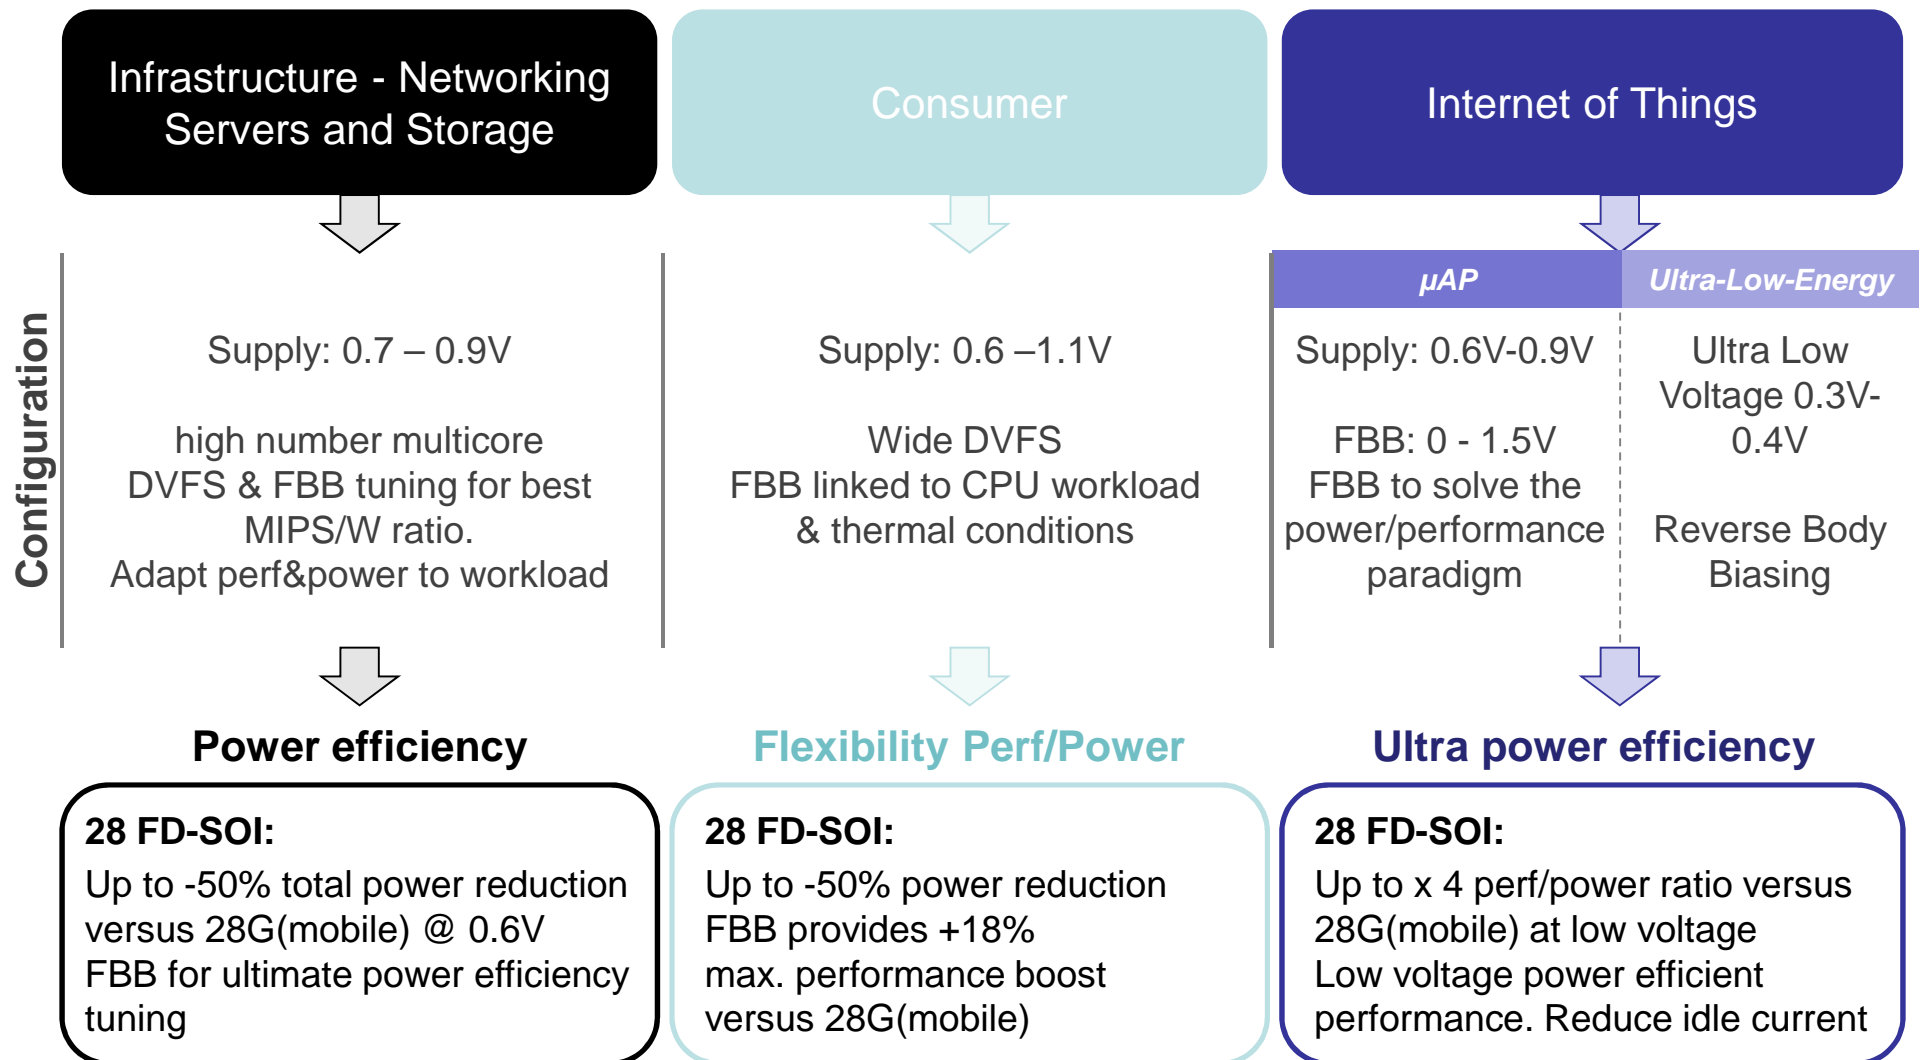 Infrastructure - Networking
Servers and Storage
Consumer
Internet of Things
Configuration
Supply: 0.7 – 0.9V
high number multicore
DVFS & FBB tuning for best
MIPS/W ratio.
Adapt perf&power to workload
Supply: 0.6 –1.1V
Wide DVFS
FBB linked to CPU workload
& thermal conditions
µAP
Supply: 0.6V-0.9V
FBB: 0 - 1.5V
FBB to solve the
power/performance
paradigm
Ultra-Low-Energy
Ultra Low
Voltage 0.3V-
0.4V
Reverse Body
Biasing
Power efficiency
Flexibility Perf/Power
Ultra power efficiency
28 FD-SOI:
Up to -50% total power reduction
versus 28G(mobile) @ 0.6V
FBB for ultimate power efficiency
tuning
28 FD-SOI:
Up to -50% power reduction
FBB provides +18%
max. performance boost
versus 28G(mobile)
28 FD-SOI:
Up to x 4 perf/power ratio versus
28G(mobile) at low voltage
Low voltage power efficient
performance. Reduce idle current